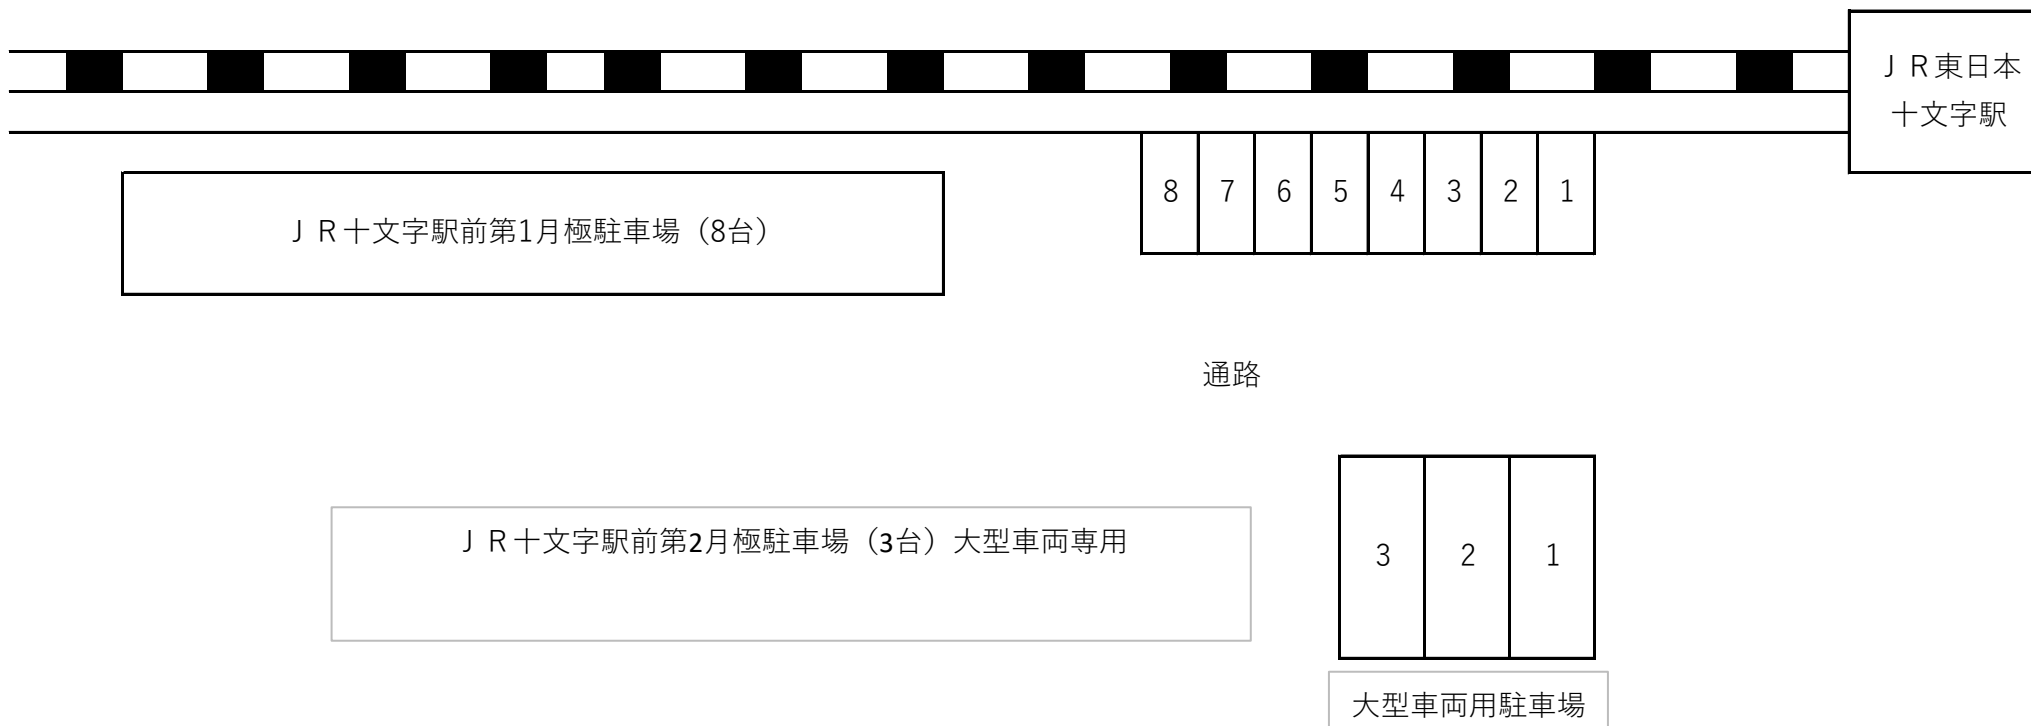 ＪＲ東日本
十文字駅
8 7 6 5 4 3 2 1
ＪＲ十文字駅前第1月極駐車場（8台）
通路
ＪＲ十文字駅前第2月極駐車場（3台）大型車両専用
3 2 1
大型車両用駐車場